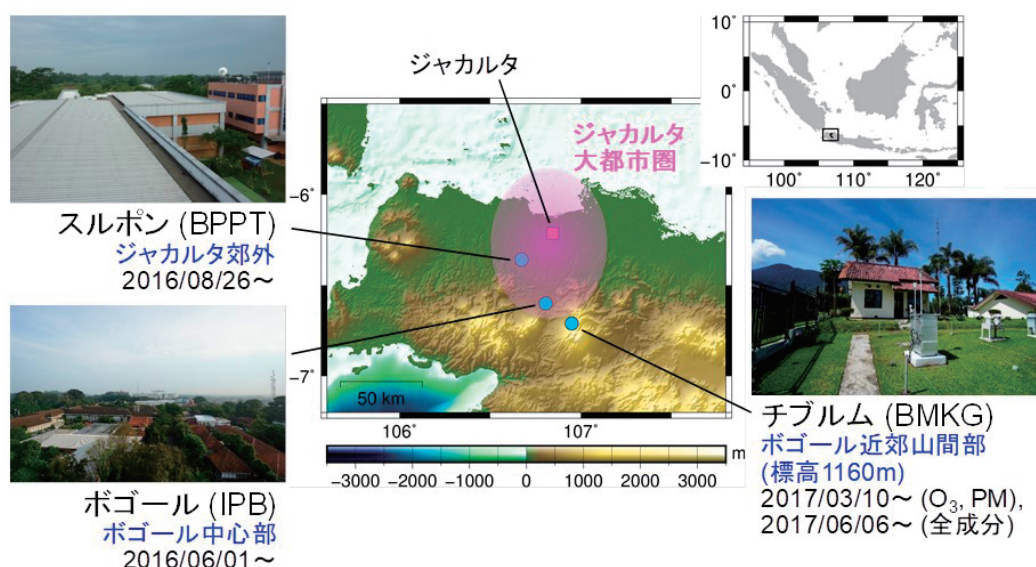 ジャカルタ
ジャカルタ
大都市圏
10°
0°
−10°
100°
110°
120°
−6°
−7°
50 km
106°
107°
m
−3000
−2000
−1000
0
1000
2000
3000
スルポン (BPPT)
ジャカルタ郊外
2016/08/26～
ボゴール (IPB)
ボゴール中心部
2016/06/01～
チブルム (BMKG)
ボゴール近郊山間部
(標高1160m)
2017/03/10～ (O₃, PM),
2017/06/06～ (全成分)